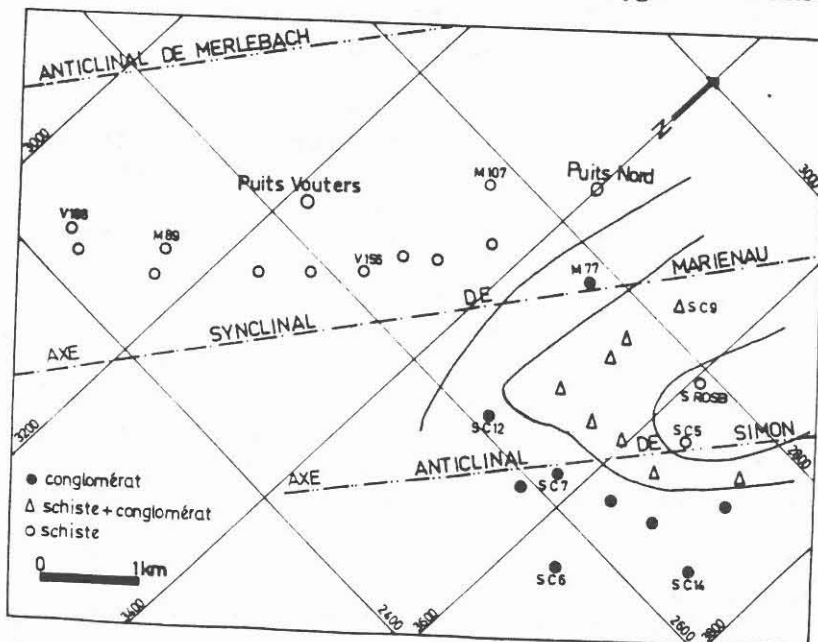 ANTICLINAL DE MERLEBACH
N
3000
3000
Puits Vouters
M107
Puits Nord
V188
M89
V156
M77
MARIENAU
DE
SYNCLINAL
AXE
SC9
S ROSB
SC12
SC5
SIMON
DE
ANTICLINAL
AXE
3200
2800
SC7
● conglomérat
△ schiste+conglomérat
○ schiste
0 1km
SC6
SC14
3400
2400
3600
2600
2800